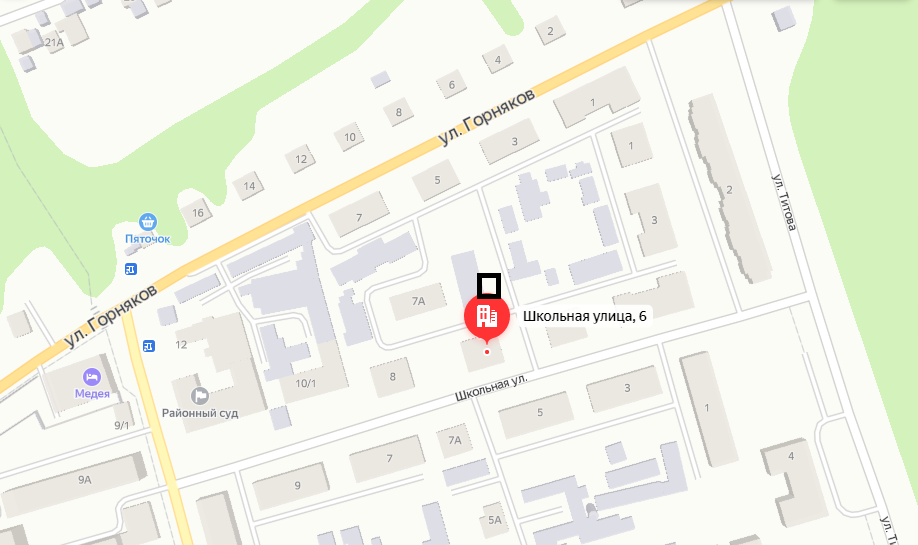 21А
2
4
6
8
10
12
14
16
ул. Горняков
1
3
5
7
1
2
3
ул. Титова
Пяточок
ул. Горняков
7А
Школьная улица, 6
12
Районный суд
10/1
8
Школьная ул.
Медея
9/1
3
5
1
7А
7
9
9А
4
5А
ул. Ти